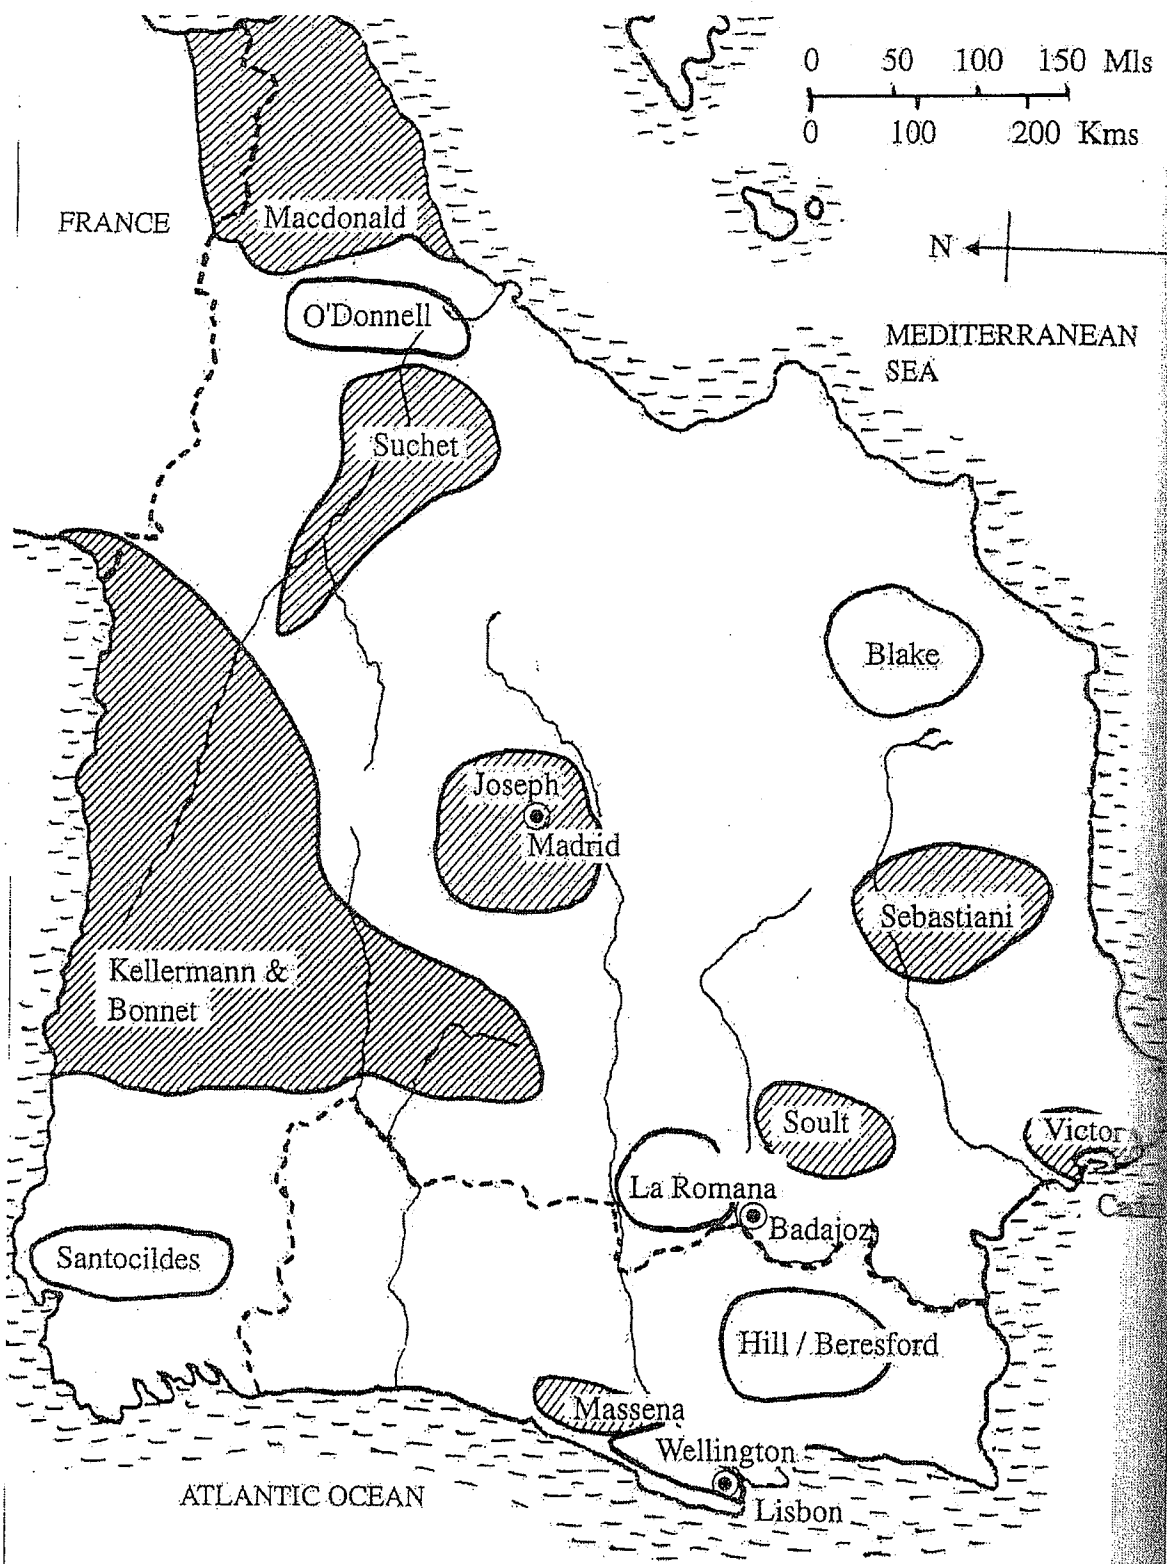 0 50 100 150 Mls
0 100 200 Kms
FRANCE
Macdonald
N
O'Donnell
MEDITERRANEAN
SEA
Suchet
Blake
Joseph
Madrid
Sebastiani
Kellermann &
Bonnet
Soult
Victor
La Romana
Badajoz
Santocildes
Hill / Beresford
Massena
Wellington
Lisbon
ATLANTIC OCEAN